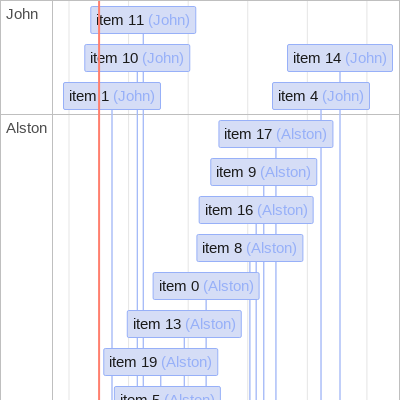 John
item 11 (John)
item 10 (John)
item 14 (John)
item 1 (John)
item 4 (John)
Alston
item 17 (Alston)
item 9 (Alston)
item 16 (Alston)
item 8 (Alston)
item 0 (Alston)
item 13 (Alston)
item 19 (Alston)
item 5 (Alston)